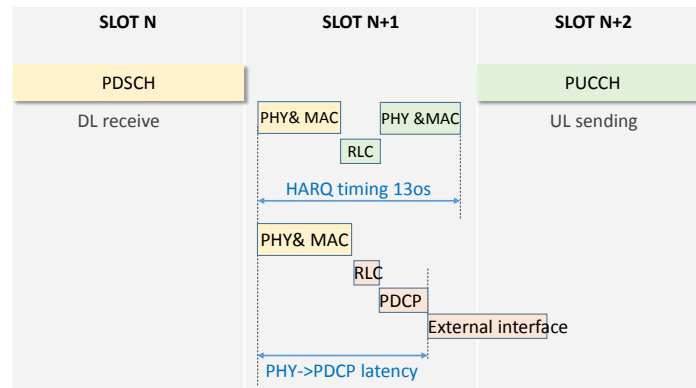 SLOT N SLOT N+1 SLOT N+2
PDSCH PUCCH
DL receive PHY& MAC PHY &MAC UL sending
RLC
HARQ timing 13os
PHY& MAC
RLC
PDCP
External interface
PHY->PDCP latency